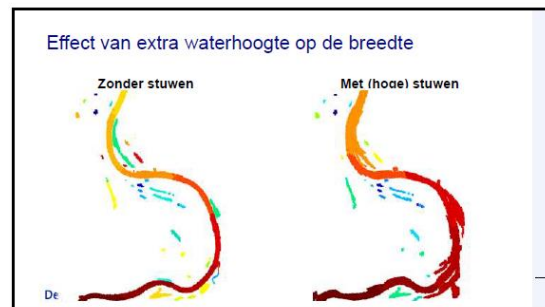 Effect van extra waterhoogte op de breedte
Zonder stuwen
Met (hoge) stuwen
De